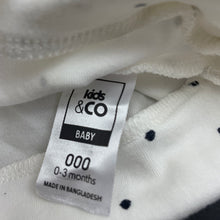 kids
&CO
BABY
000
0-3 months
MADE IN BANGLADESH